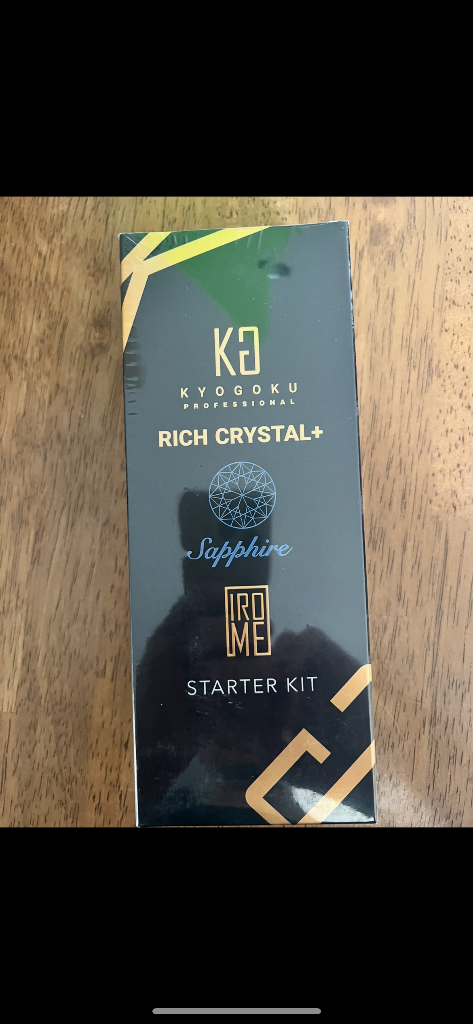 KG
KYOGOKU
PROFESSIONAL
RICH CRYSTAL+
Sapphire
IRO
ME
STARTER KIT